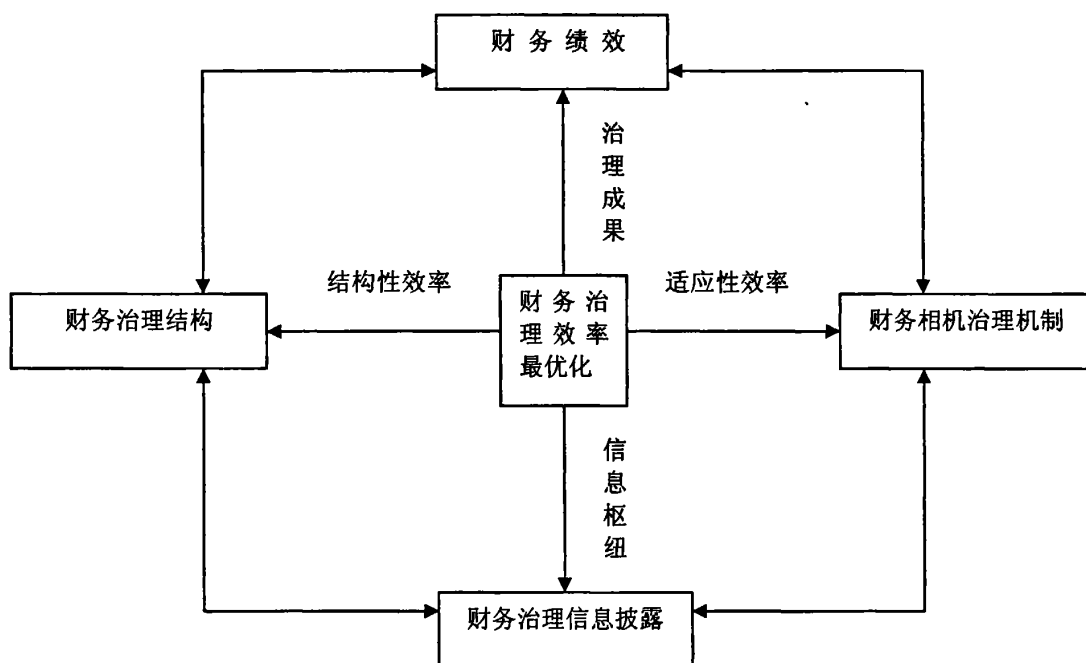 财务绩效
治
理
成
果
结构性效率
适应性效率
财务治理结构
财务治
理效率
最优化
财务相机治理机制
信
息
枢
纽
财务治理信息披露